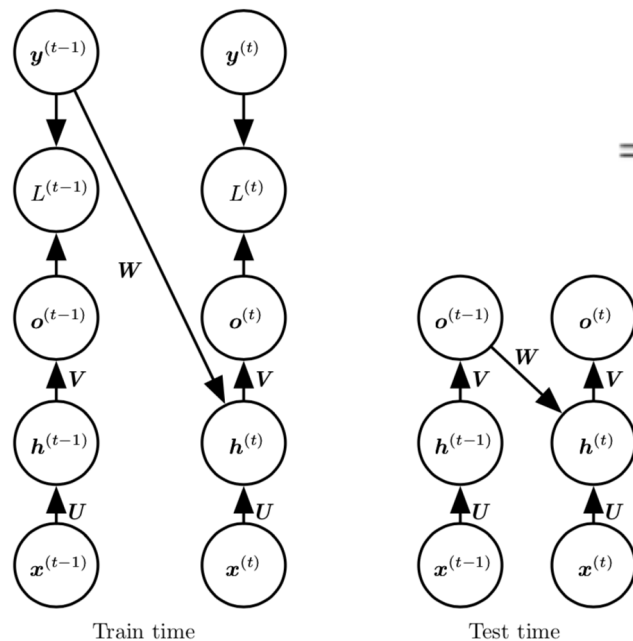 y^(t−1) y^(t)
L^(t−1) L^(t)
W
o^(t−1) o^(t) o^(t−1) o^(t)
W
V V V V
h^(t−1) h^(t) h^(t−1) h^(t)
U U U U
x^(t−1) x^(t) x^(t−1) x^(t)
Train time Test time